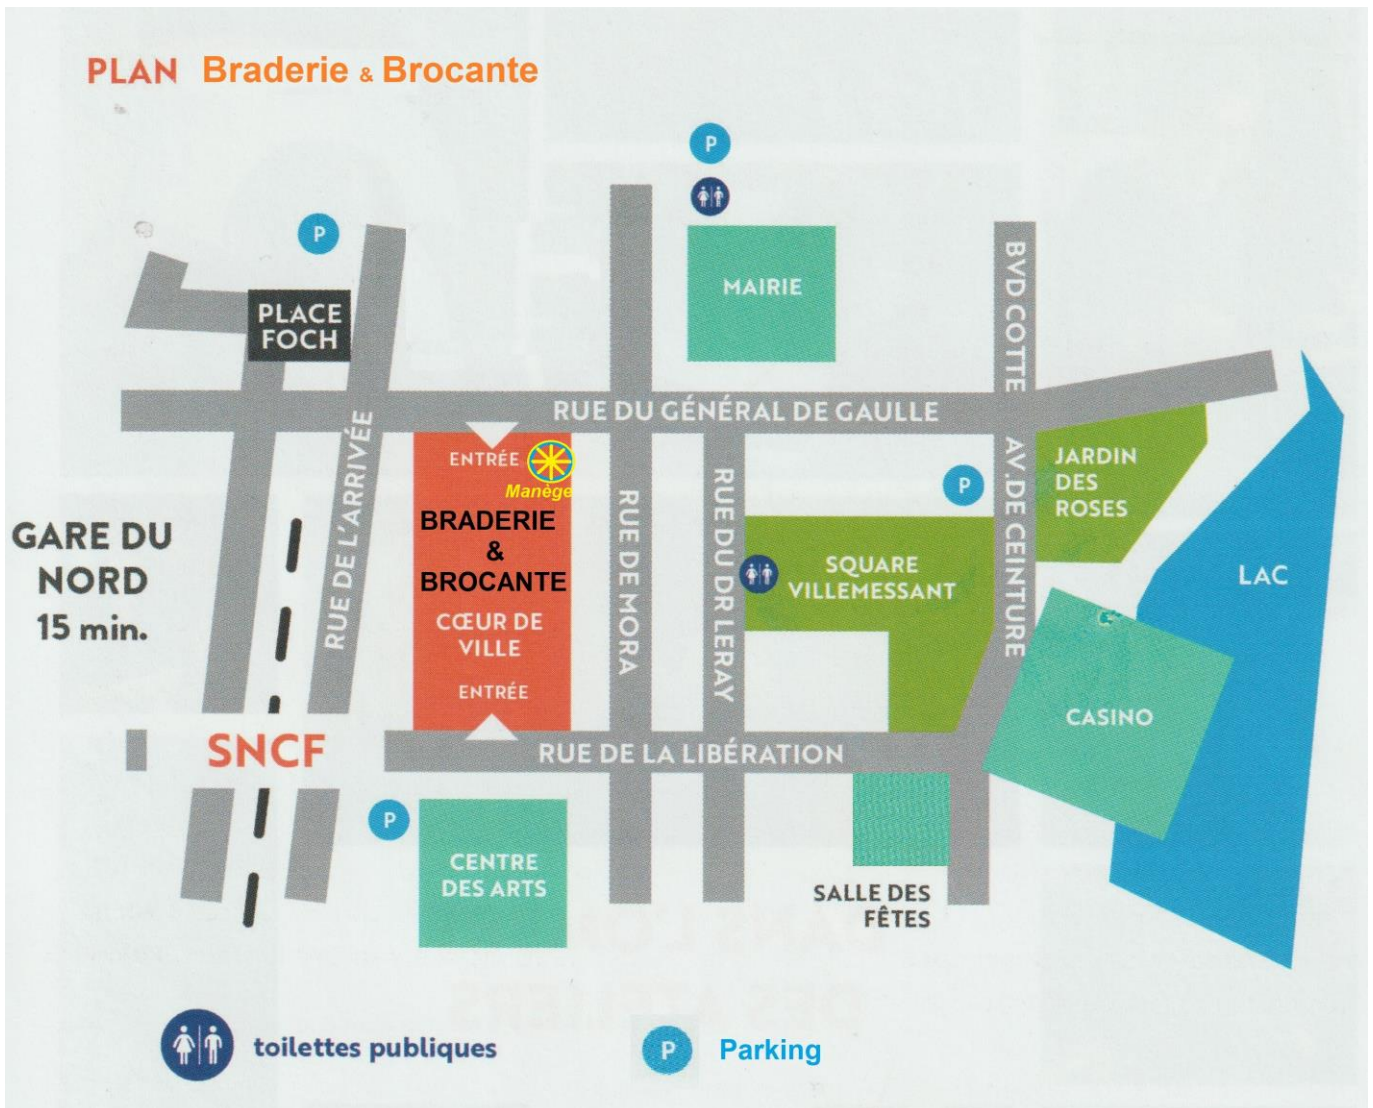 PLAN Braderie & Brocante
P
P
BVD COTTE
MAIRIE
PLACE
FOCH
RUE DU GÉNÉRAL DE GAULLE
RUE DE L'ARRIVÉE
ENTRÉE
Manège
BRADERIE
&
BROCANTE
CŒUR DE
VILLE
ENTRÉE
RUE DE MORA
RUE DU DR LERAY
P
AV. DE CEINTURE
JARDIN
DES
ROSES
GARE DU
NORD
15 min.
SQUARE
VILLEMESSANT
LAC
CASINO
SNCF
RUE DE LA LIBÉRATION
P
CENTRE
DES ARTS
SALLE DES
FÊTES
toilettes publiques
P Parking